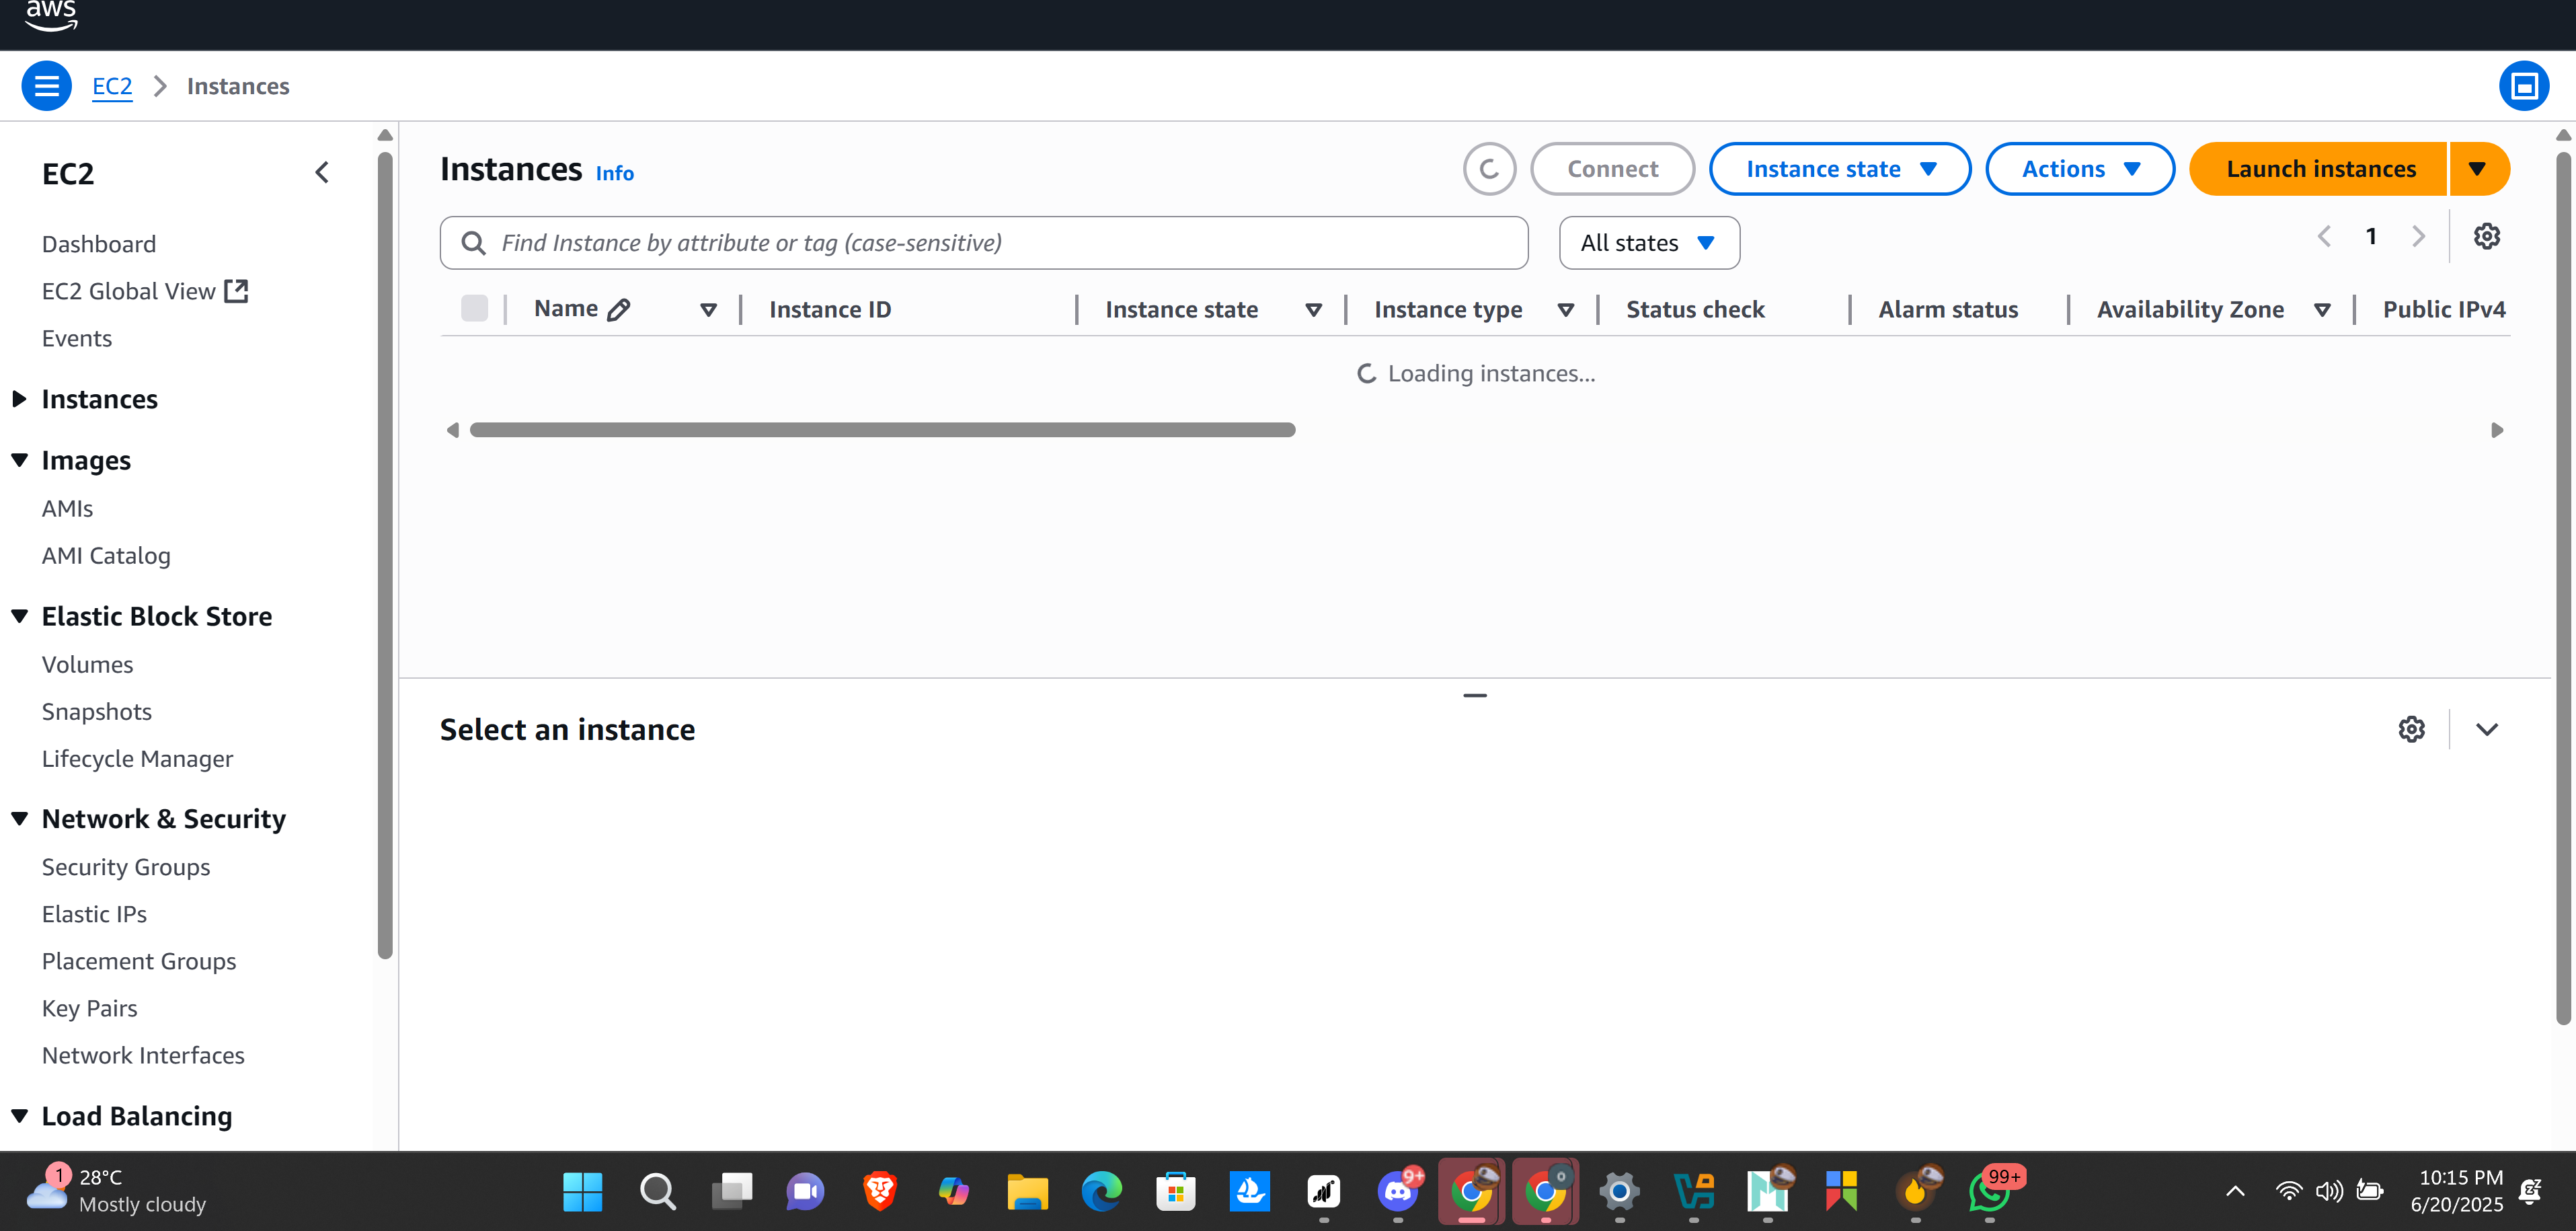 aws
EC2
Instances
EC2
Dashboard
EC2 Global View
Events
Instances
Images
AMIs
AMI Catalog
Elastic Block Store
Volumes
Snapshots
Lifecycle Manager
Network & Security
Security Groups
Elastic IPs
Placement Groups
Key Pairs
Network Interfaces
Load Balancing
Instances Info
Connect
Instance state
Actions
Launch instances
Find Instance by attribute or tag (case-sensitive)
All states
1
Name
Instance ID
Instance state
Instance type
Status check
Alarm status
Availability Zone
Public IPv4
Loading instances...
Select an instance
1
28°C
Mostly cloudy
9+
99+
10:15 PM
6/20/2025